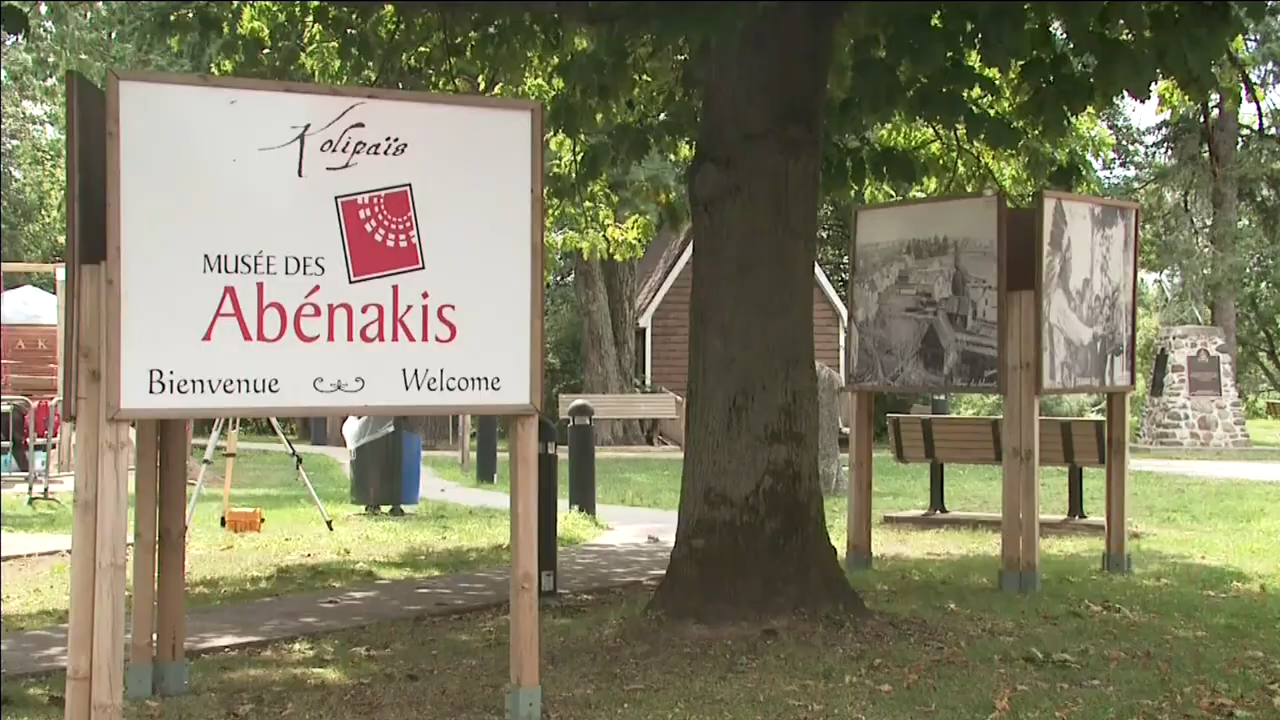 Kolipaïs
MUSÉE DES
Abénakis
Bienvenue Welcome
A K